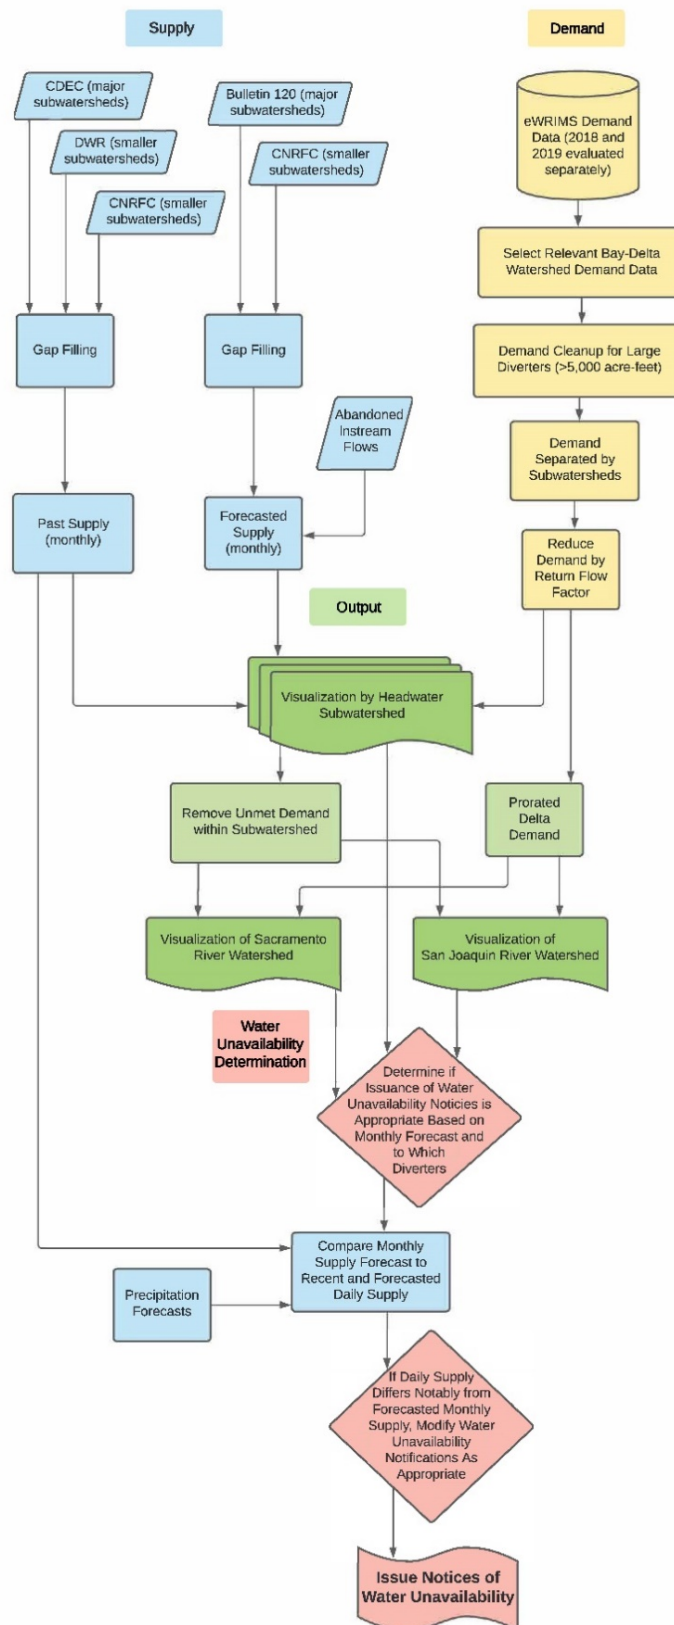 Supply
Demand
CDEC (major
subwatersheds)
Bulletin 120 (major
subwatersheds)
eWRIMS Demand
Data (2018 and
2019 evaluated
separately)
DWR (smaller
subwatersheds)
CNRFC (smaller
subwatersheds)
CNRFC (smaller
subwatersheds)
Select Relevant Bay-Delta
Watershed Demand Data
Gap Filling
Gap Filling
Demand Cleanup for Large
Diverters (>5,000 acre-feet)
Abandoned
Instream
Flows
Demand
Separated by
Subwatersheds
Past Supply
(monthly)
Forecasted
Supply
(monthly)
Reduce
Demand by
Return Flow
Factor
Output
Visualization by Headwater
Subwatershed
Remove Unmet Demand
within Subwatershed
Prorated
Delta
Demand
Visualization of Sacramento
River Watershed
Visualization of
San Joaquin River Watershed
Water
Unavailability
Determination
Determine if
Issuance of Water
Unavailability Noticies is
Appropriate Based on
Monthly Forecast and
to Which
Diverters
Compare Monthly
Supply Forecast to
Recent and Forecasted
Daily Supply
Precipitation
Forecasts
If Daily Supply
Differs Notably from
Forecasted Monthly
Supply, Modify Water
Unavailability
Notifications As
Appropriate
Issue Notices of
Water Unavailability